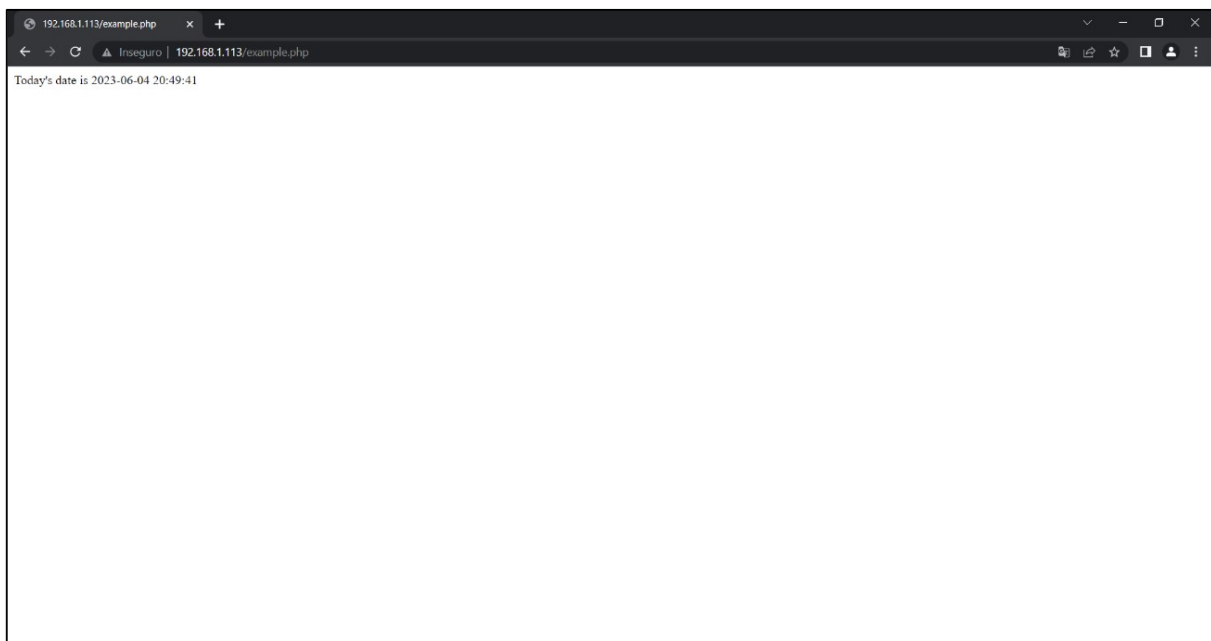 192.168.1.113/example.php
Inseguro | 192.168.1.113/example.php
Today's date is 2023-06-04 20:49:41